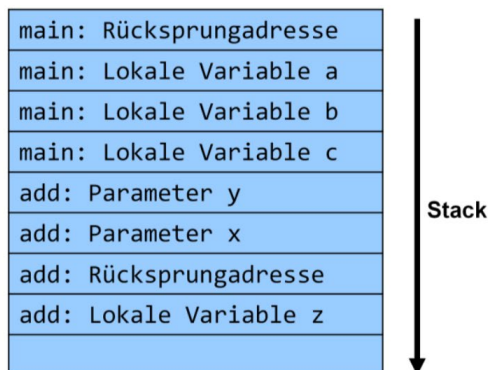 main: Rücksprungadresse
main: Lokale Variable a
main: Lokale Variable b
main: Lokale Variable c
add: Parameter y
add: Parameter x
add: Rücksprungadresse
add: Lokale Variable z
Stack